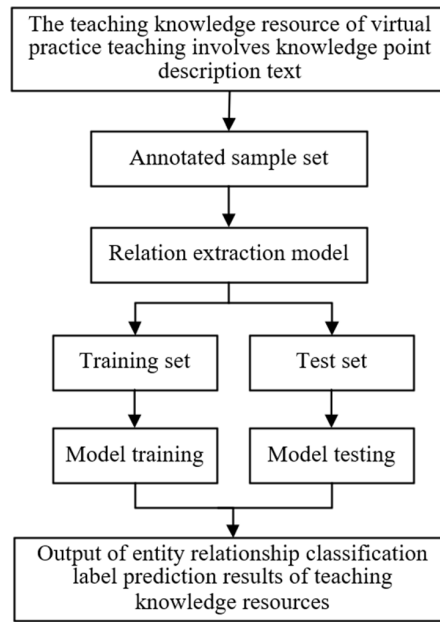 The teaching knowledge resource of virtual
practice teaching involves knowledge point
description text
Annotated sample set
Relation extraction model
Training set
Test set
Model training
Model testing
Output of entity relationship classification
label prediction results of teaching
knowledge resources